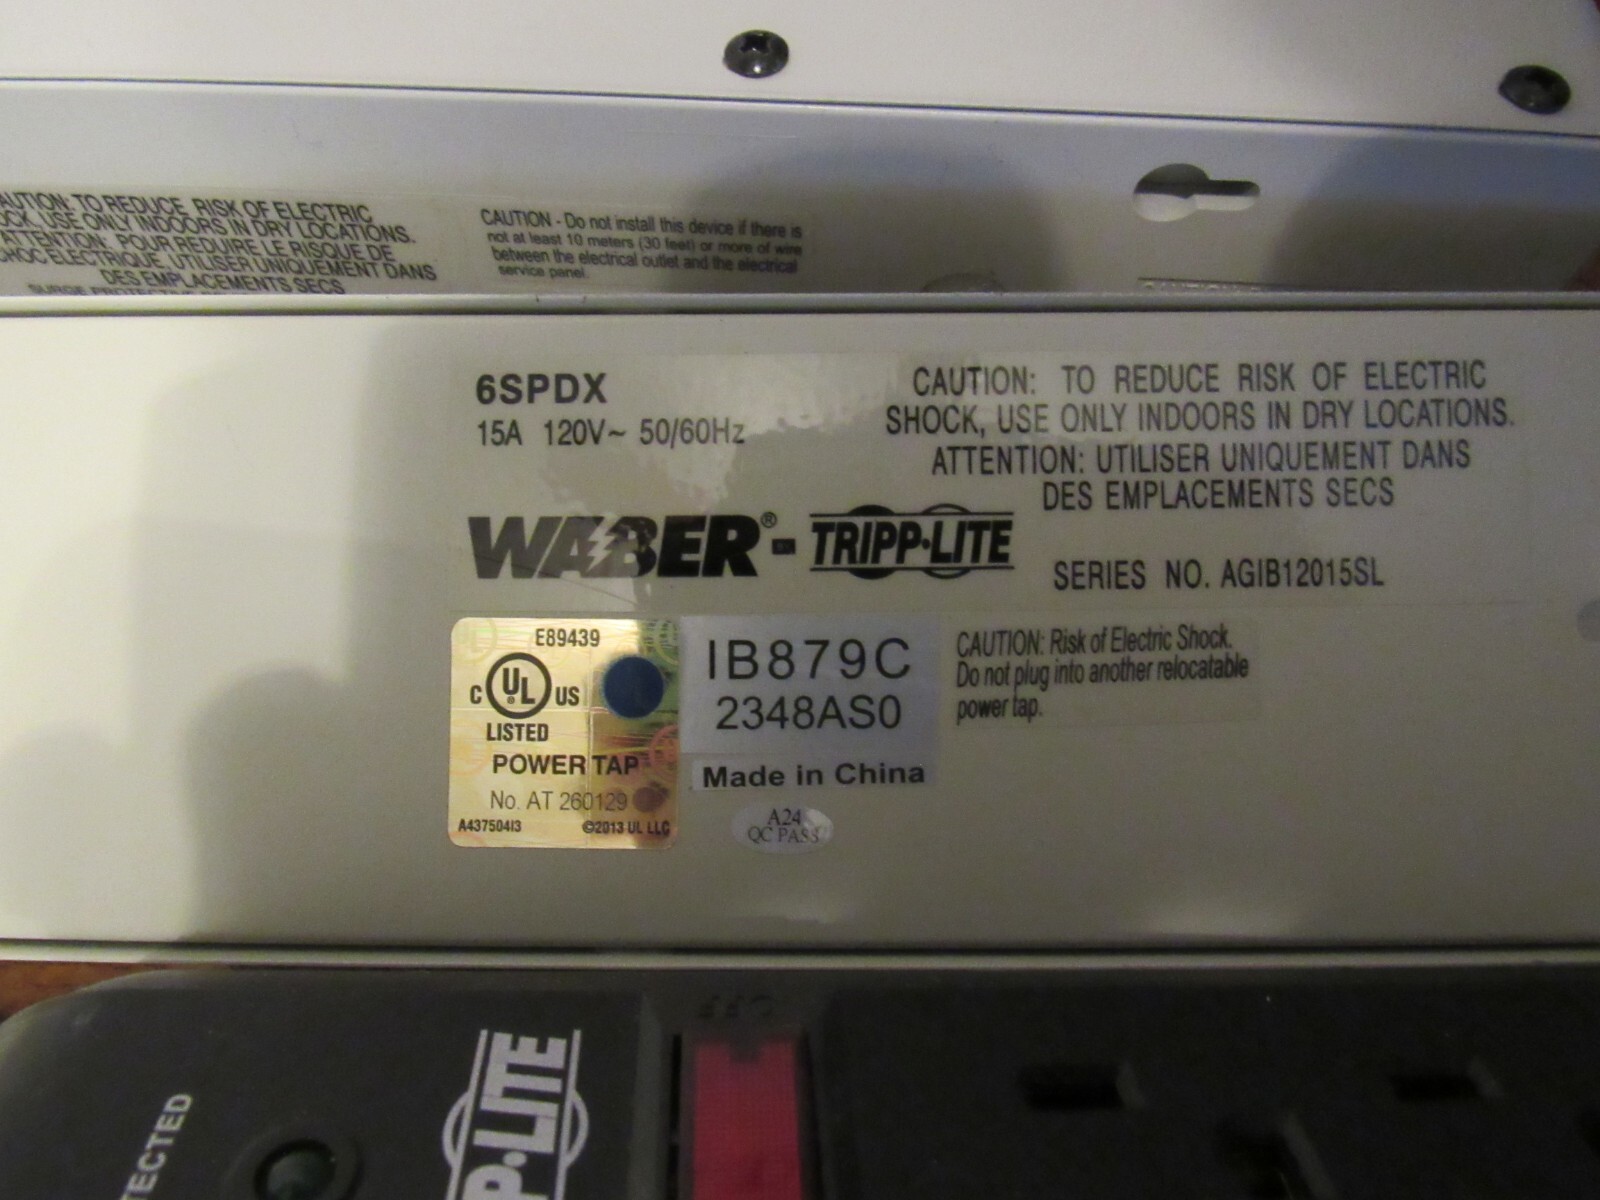 AUTION: TO REDUCE RISK OF ELECTRIC
OCK, USE ONLY INDOORS IN DRY LOCATIONS.
ATTENTION: POUR REDUIRE LE RISQUE DE
CHOC ELECTRIQUE, UTILISER UNIQUEMENT DANS
DES EMPLACEMENTS SECS
SURGE PROTECTIVE
CAUTION - Do not install this device if there is
not at least 10 meters (30 feet) or more of wire
between the electrical outlet and the electrical
service panel.
6SPDX
15A 120V~ 50/60Hz
WABER® - TRIPP·LITE
CAUTION: TO REDUCE RISK OF ELECTRIC
SHOCK, USE ONLY INDOORS IN DRY LOCATIONS.
ATTENTION: UTILISER UNIQUEMENT DANS
DES EMPLACEMENTS SECS
SERIES NO. AGIB12015SL
E89439
C UL US
LISTED
POWER TAP
No. AT 260129
A43750413 ©2013 UL LLC
IB879C
2348AS0
Made in China
A24
QC PASS
CAUTION: Risk of Electric Shock.
Do not plug into another relocatable
power tap.
TECTED
P·LITE
OFF